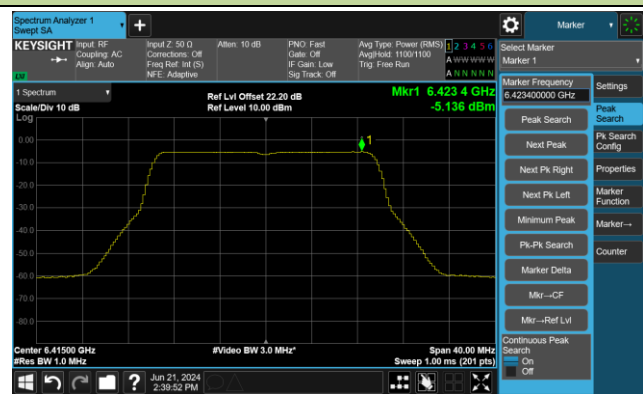 Spectrum Analyzer 1
Swept SA
+
Marker
KEYSIGHT
Input: RF
Coupling: AC
Align: Auto
Input Z: 50 Ω
Corrections: Off
Freq Ref: Int (S)
NFE: Adaptive
Atten: 10 dB
PNO: Fast
Gate: Off
IF Gain: Low
Sig Track: Off
Avg Type: Power (RMS)
Avg|Hold: 1100/1100
Trig: Free Run
1 2 3 4 5 6
A W W W W W
A N N N N N
LW
Select Marker
Marker 1
1 Spectrum
Scale/Div 10 dB
Log
Ref Lvl Offset 22.20 dB
Ref Level 10.00 dBm
Mkr1 6.423 4 GHz
-5.136 dBm
1
0.00
-10.0
-20.0
-30.0
-40.0
-50.0
-60.0
-70.0
-80.0
Center 6.41500 GHz
#Res BW 1.0 MHz
#Video BW 3.0 MHz*
Span 40.00 MHz
Sweep 1.00 ms (201 pts)
Marker Frequency
6.423400000 GHz
Peak Search
Next Peak
Next Pk Right
Next Pk Left
Minimum Peak
Pk-Pk Search
Marker Delta
Mkr→CF
Mkr→Ref Lvl
Continuous Peak
Search
On
Off
Settings
Peak
Search
Pk Search
Config
Properties
Marker
Function
Marker→
Counter
?
Jun 21, 2024
2:39:52 PM